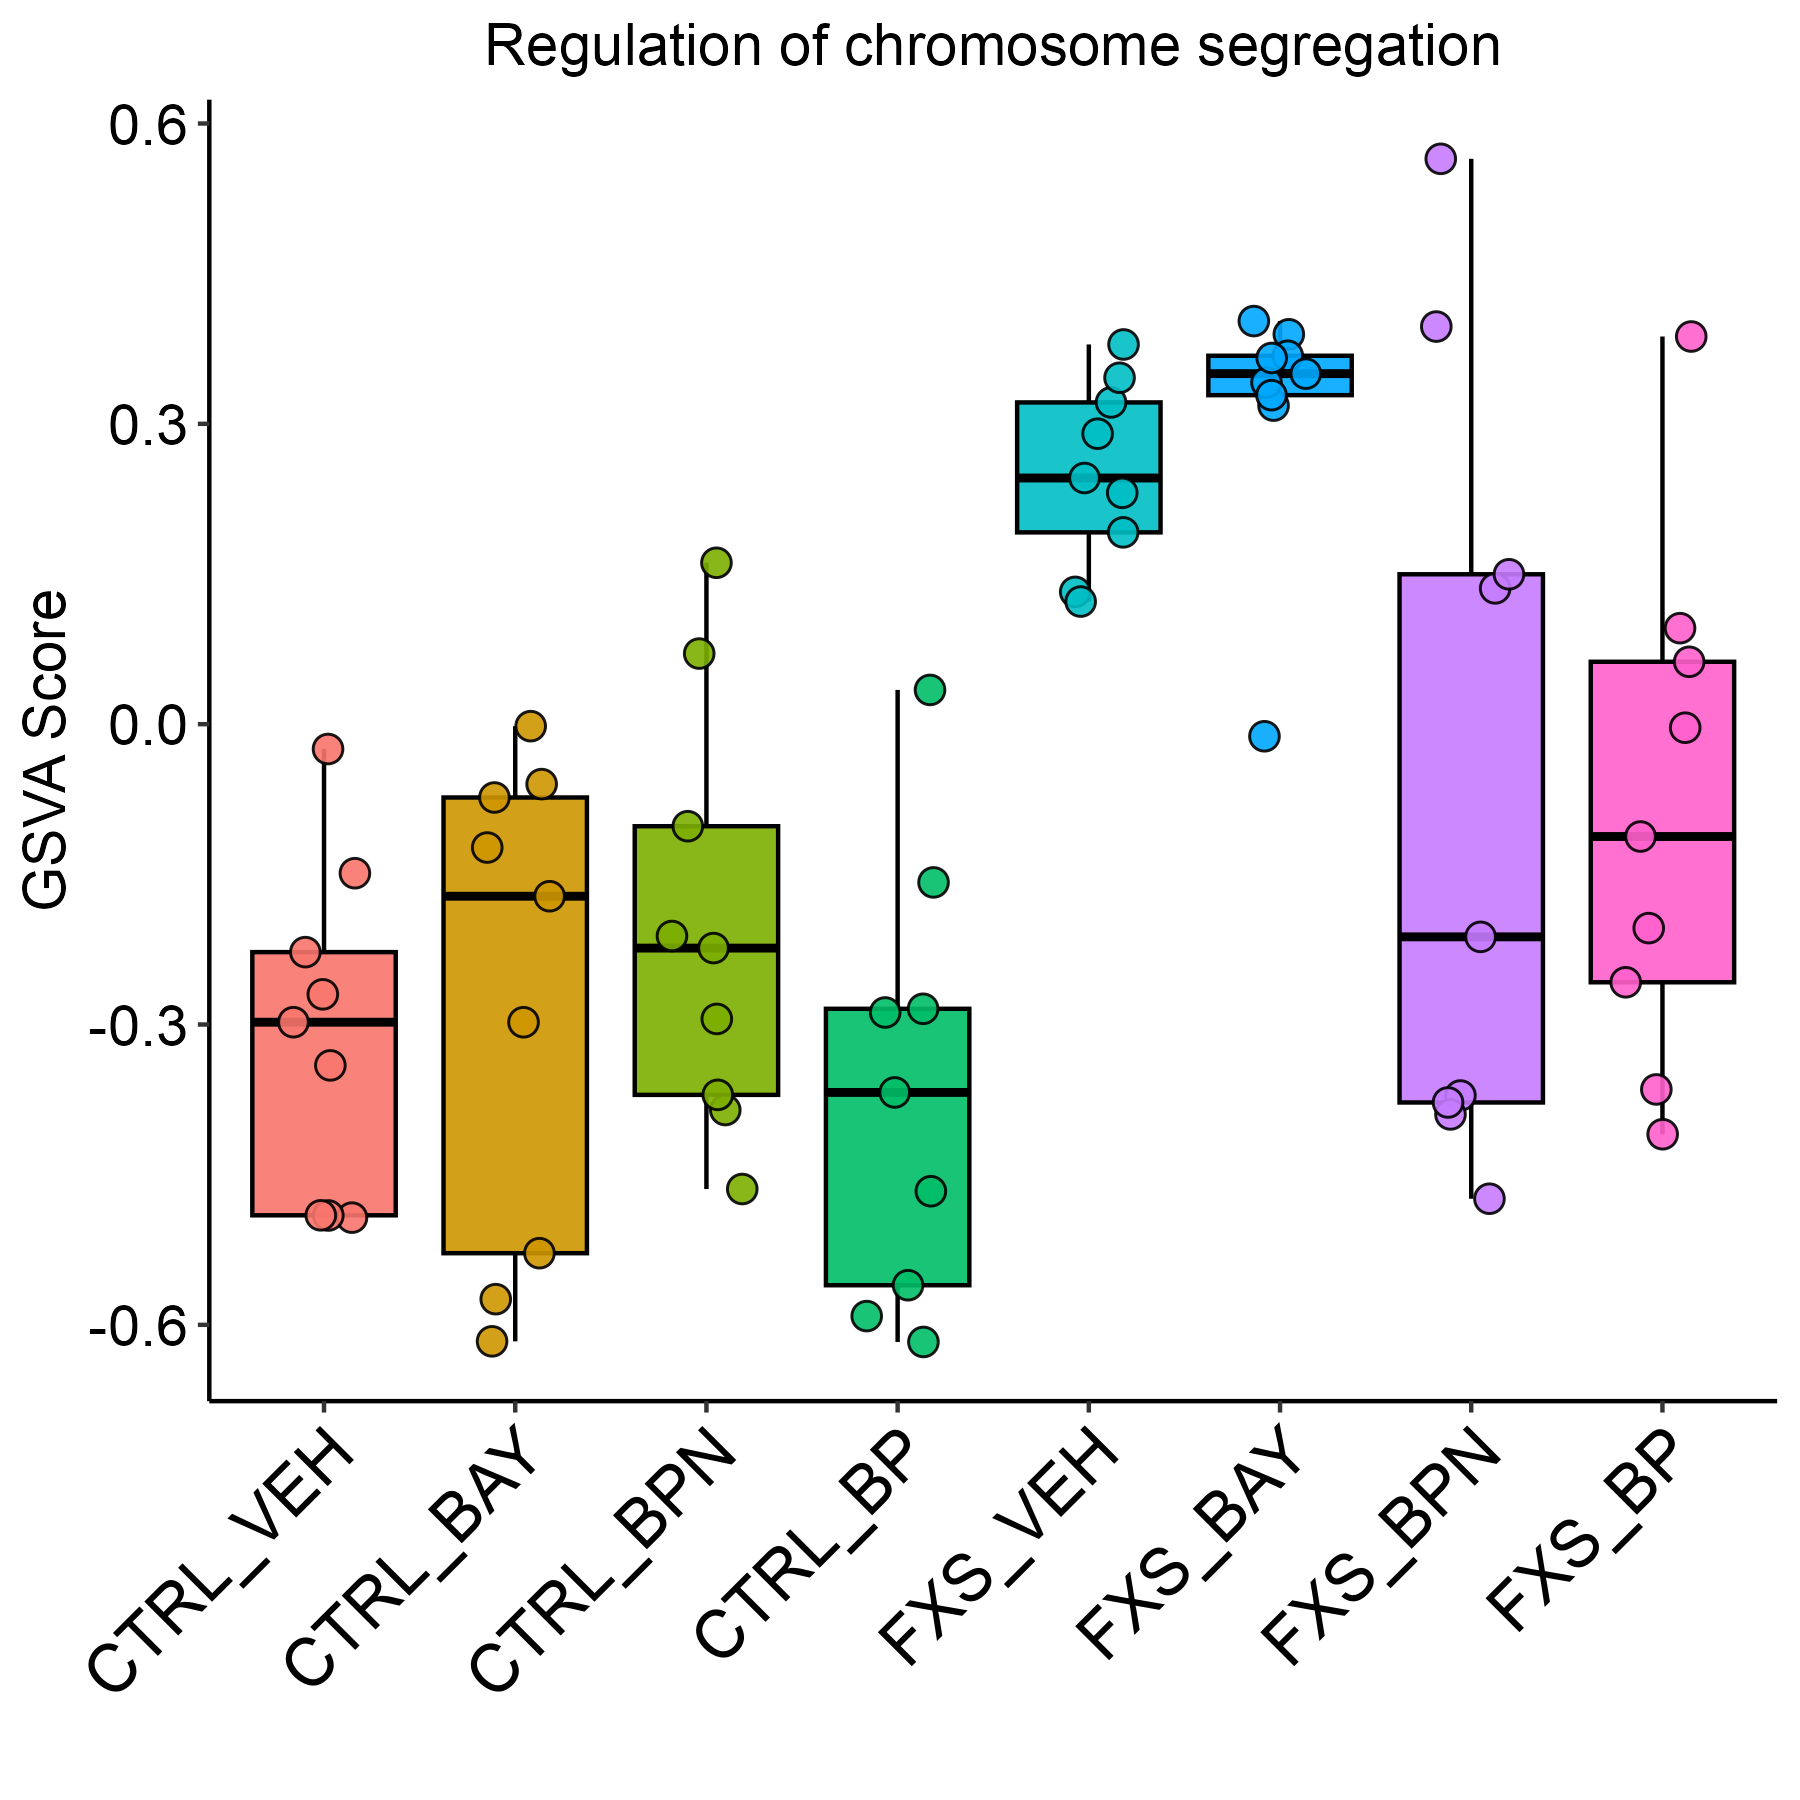 Regulation of chromosome segregation
GSVA Score
0.6
0.3
0.0
-0.3
-0.6
CTRL_VEH
CTRL_BAY
CTRL_BPN
CTRL_BP
FXS_VEH
FXS_BAY
FXS_BPN
FXS_BP